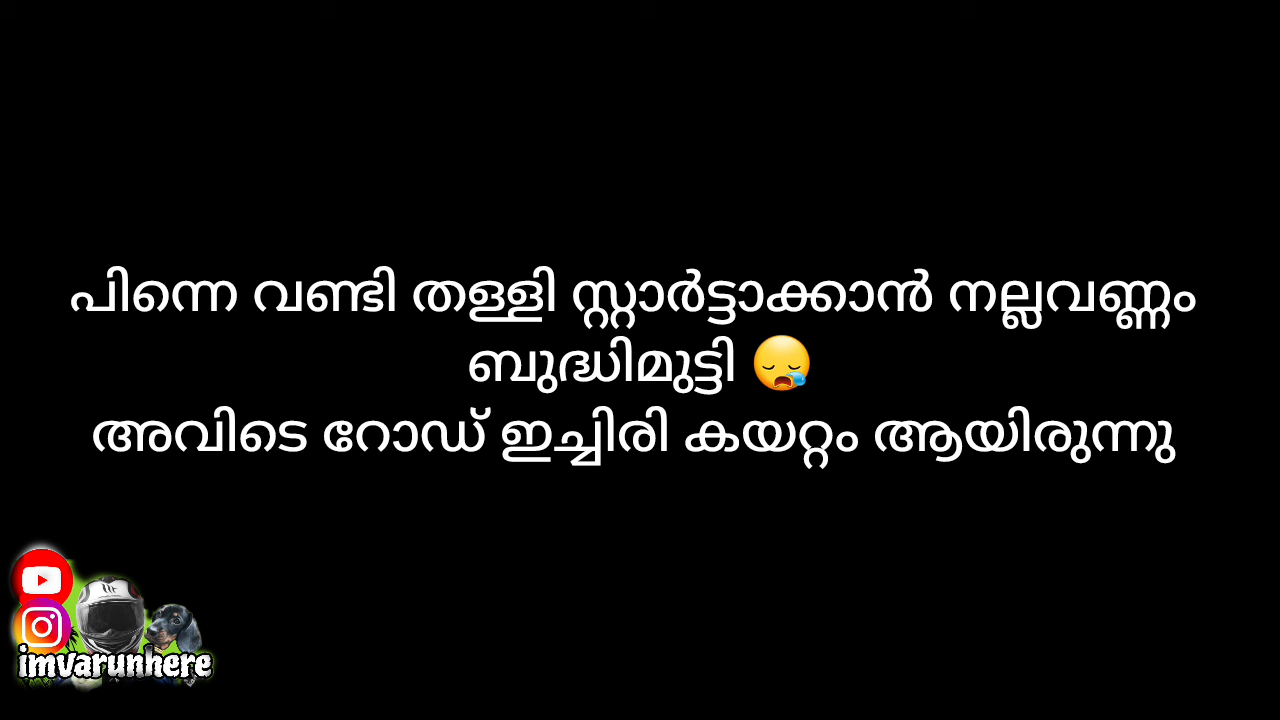 പിന്നെ വണ്ടി തള്ളി സ്റ്റാർട്ടാക്കാൻ നല്ലവണ്ണം
ബുദ്ധിമുട്ടി 😪
അവിടെ റോഡ് ഇച്ചിരി കയറ്റം ആയിരുന്നു
imvarunhere